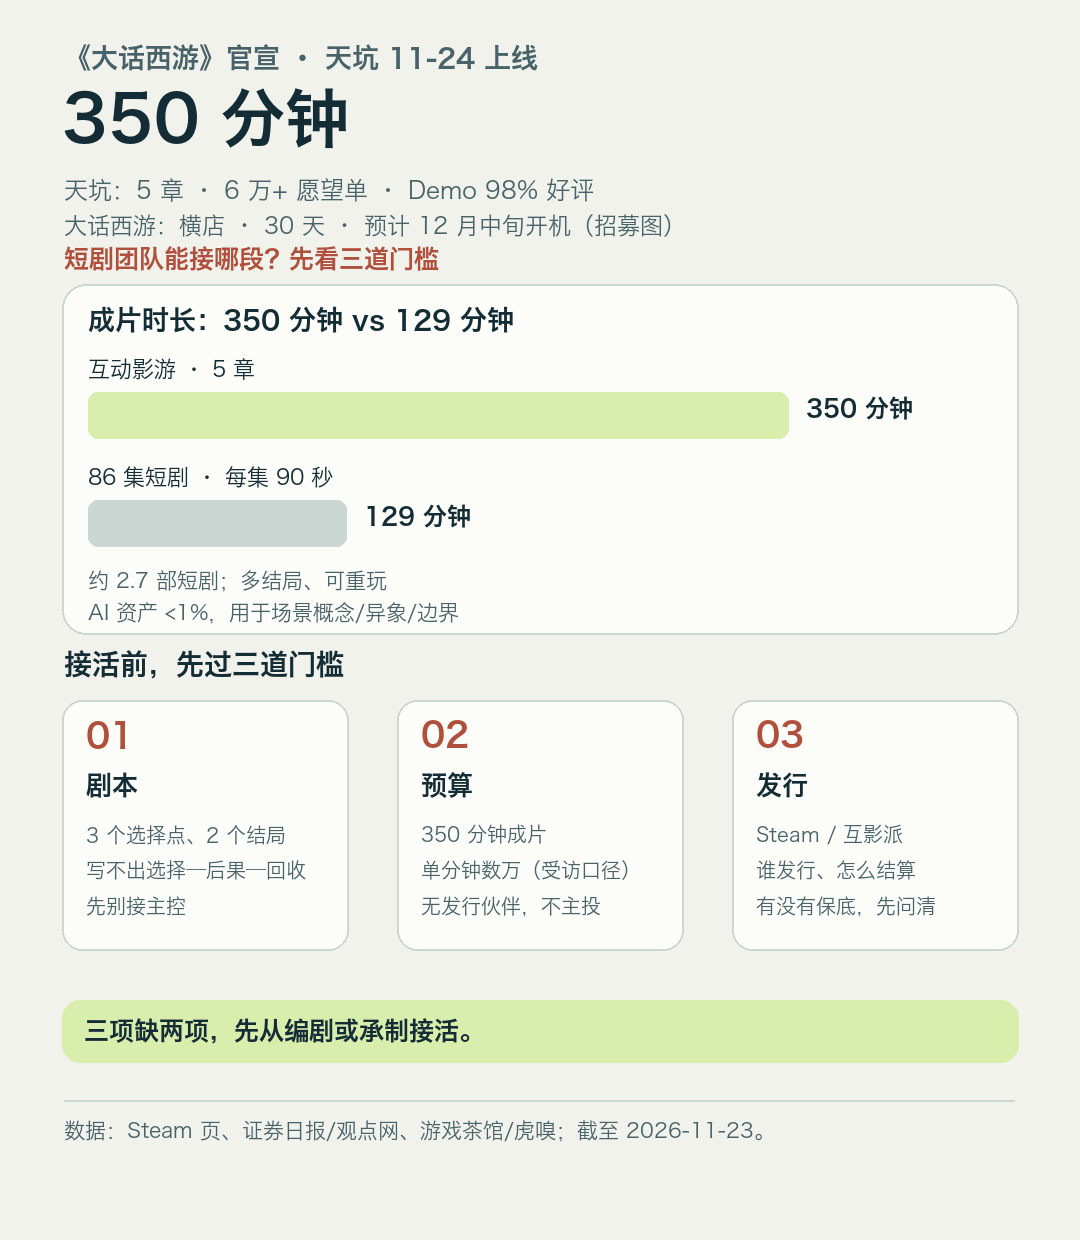 《大话西游》官宣 · 天坑 11-24 上线
350 分钟
天坑：5 章 · 6 万+ 愿望单 · Demo 98% 好评
大话西游：横店 · 30 天 · 预计 12 月中旬开机（招募图）
短剧团队能接哪段？先看三道门槛
成片时长：350 分钟 vs 129 分钟
互动影游 · 5 章
350 分钟
86 集短剧 · 每集 90 秒
129 分钟
约 2.7 部短剧；多结局、可重玩
AI 资产 <1%，用于场景概念/异象/边界
接活前，先过三道门槛
01
剧本
3 个选择点、2 个结局
写不出选择—后果—回收
先别接主控
02
预算
350 分钟成片
单分钟数万（受访口径）
无发行伙伴，不主投
03
发行
Steam / 互影派
谁发行、怎么结算
有没有保底，先问清
三项缺两项，先从编剧或承制接活。
数据：Steam 页、证券日报/观点网、游戏茶馆/虎嗅；截至 2026-11-23。